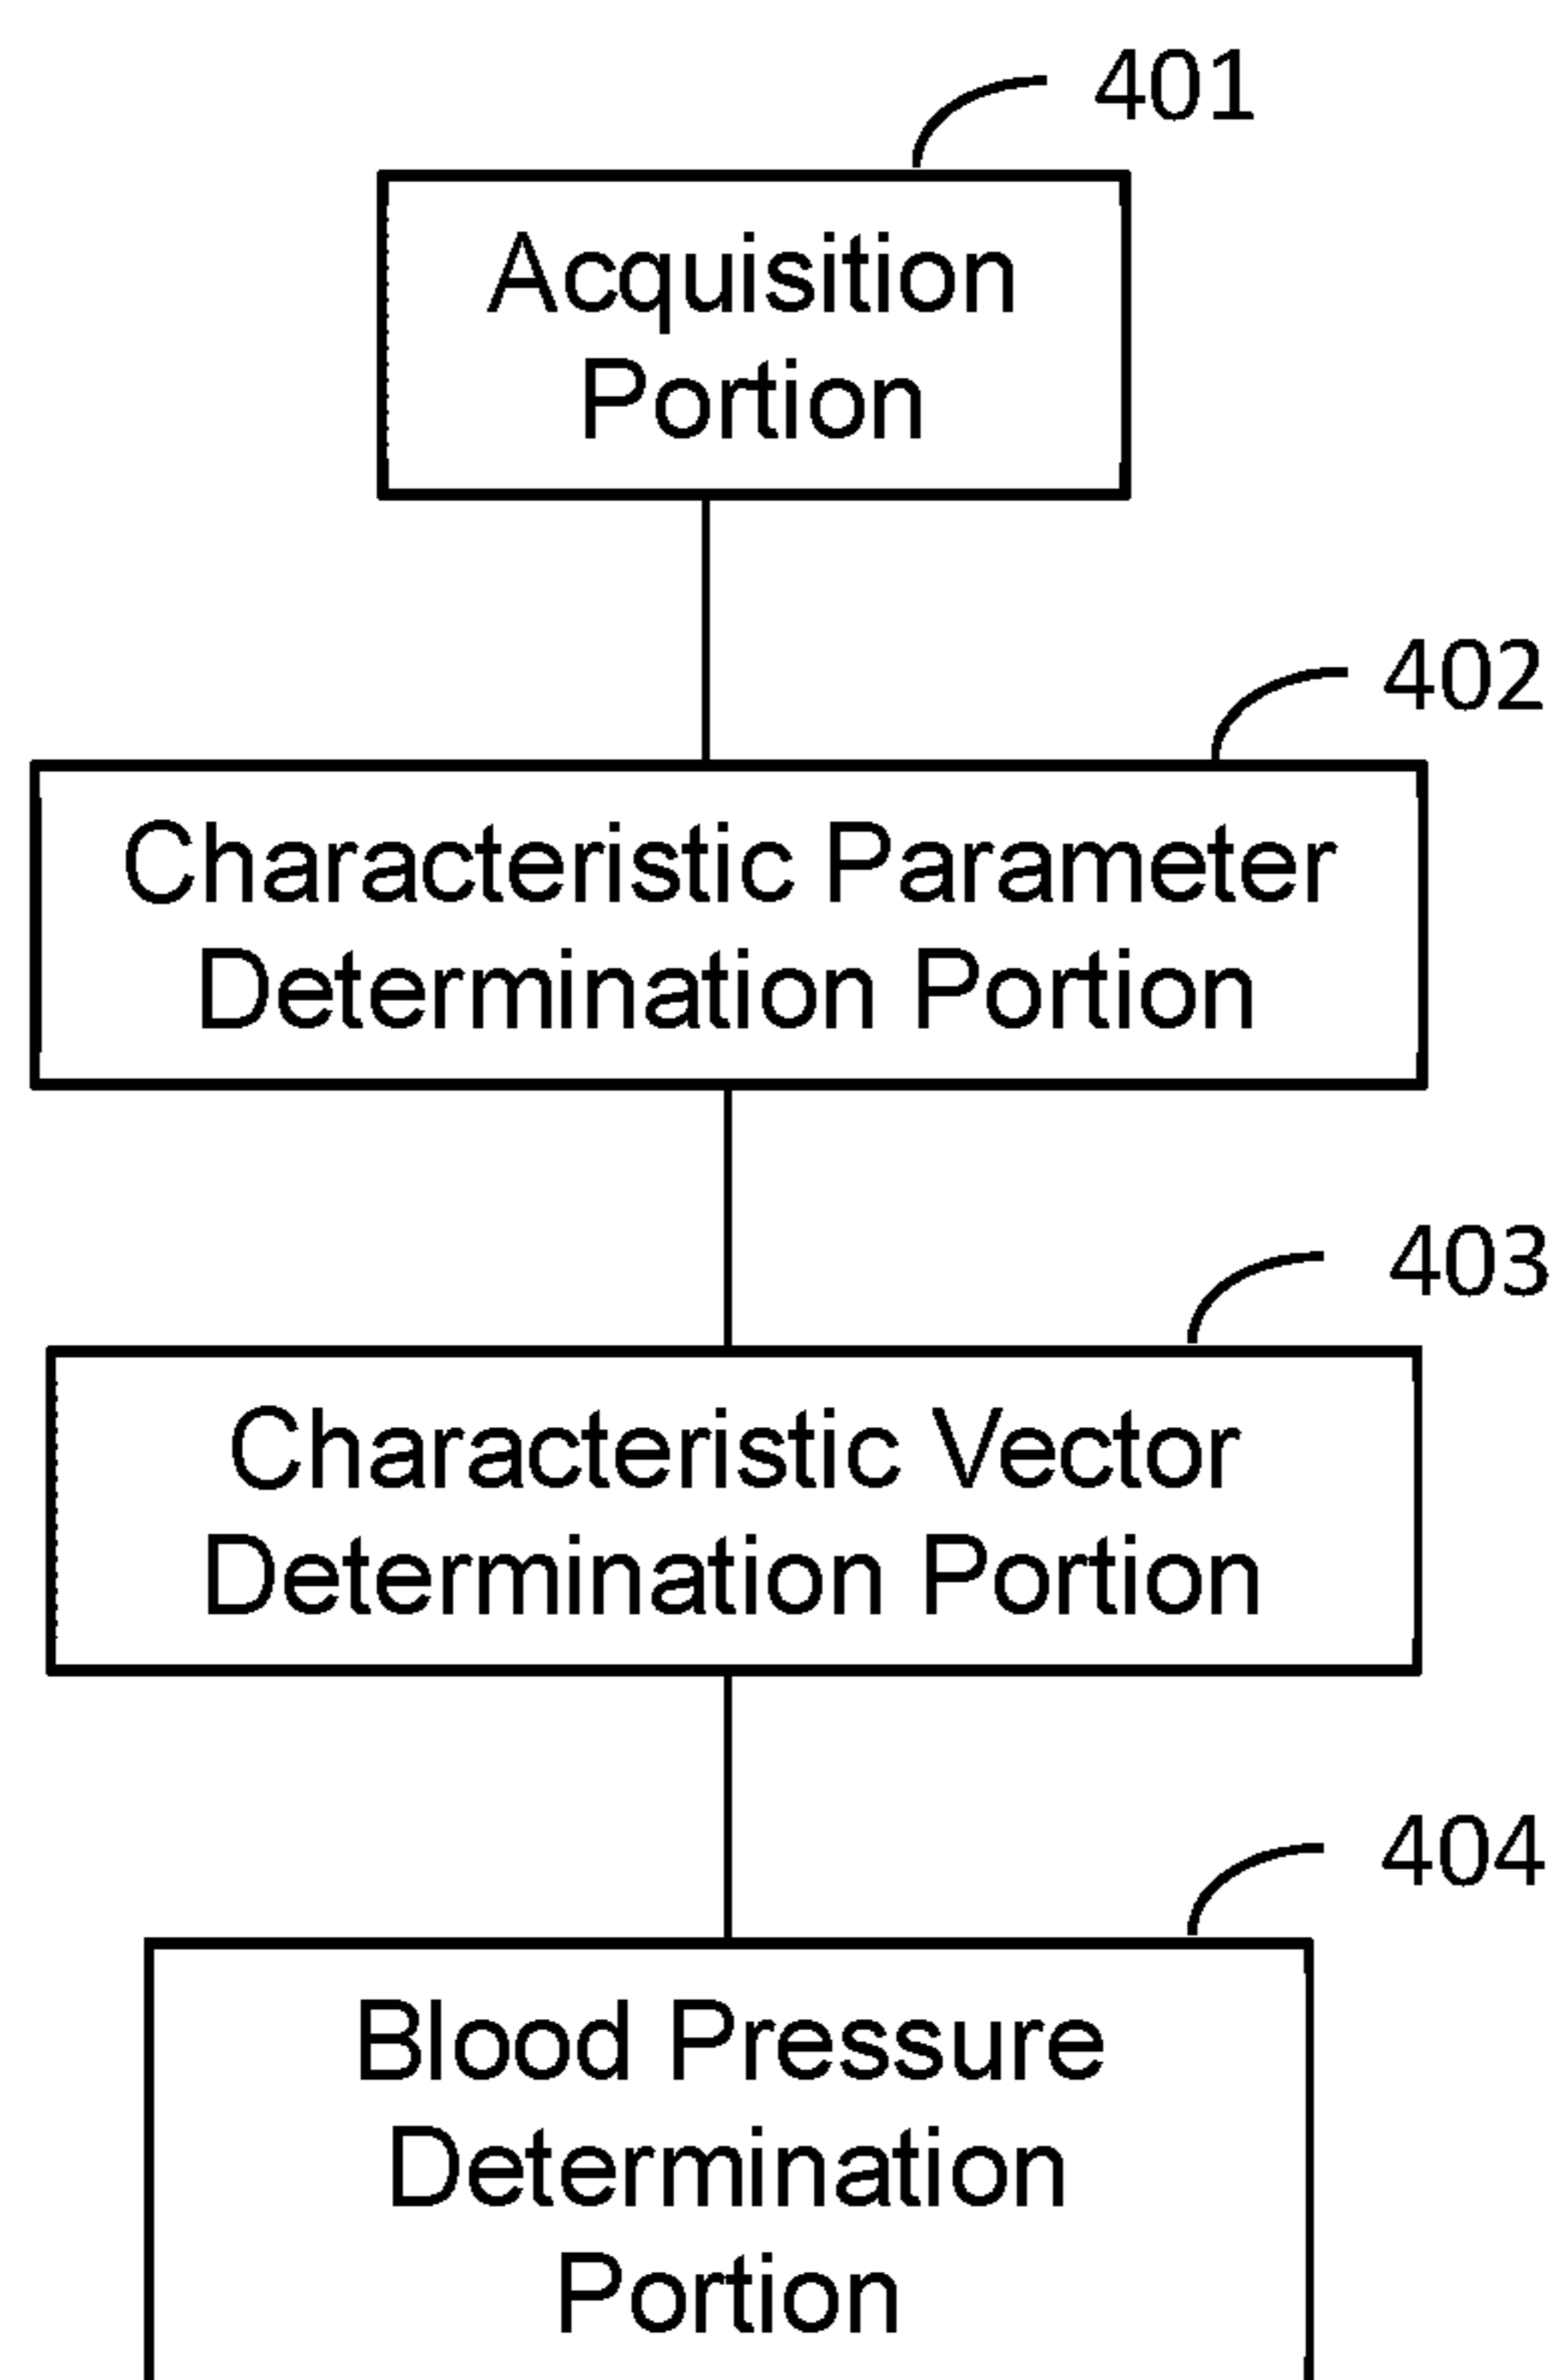 401
Acquisition
Portion
402
Characteristic Parameter
Determination Portion
403
Characteristic Vector
Determination Portion
404
Blood Pressure
Determination
Portion